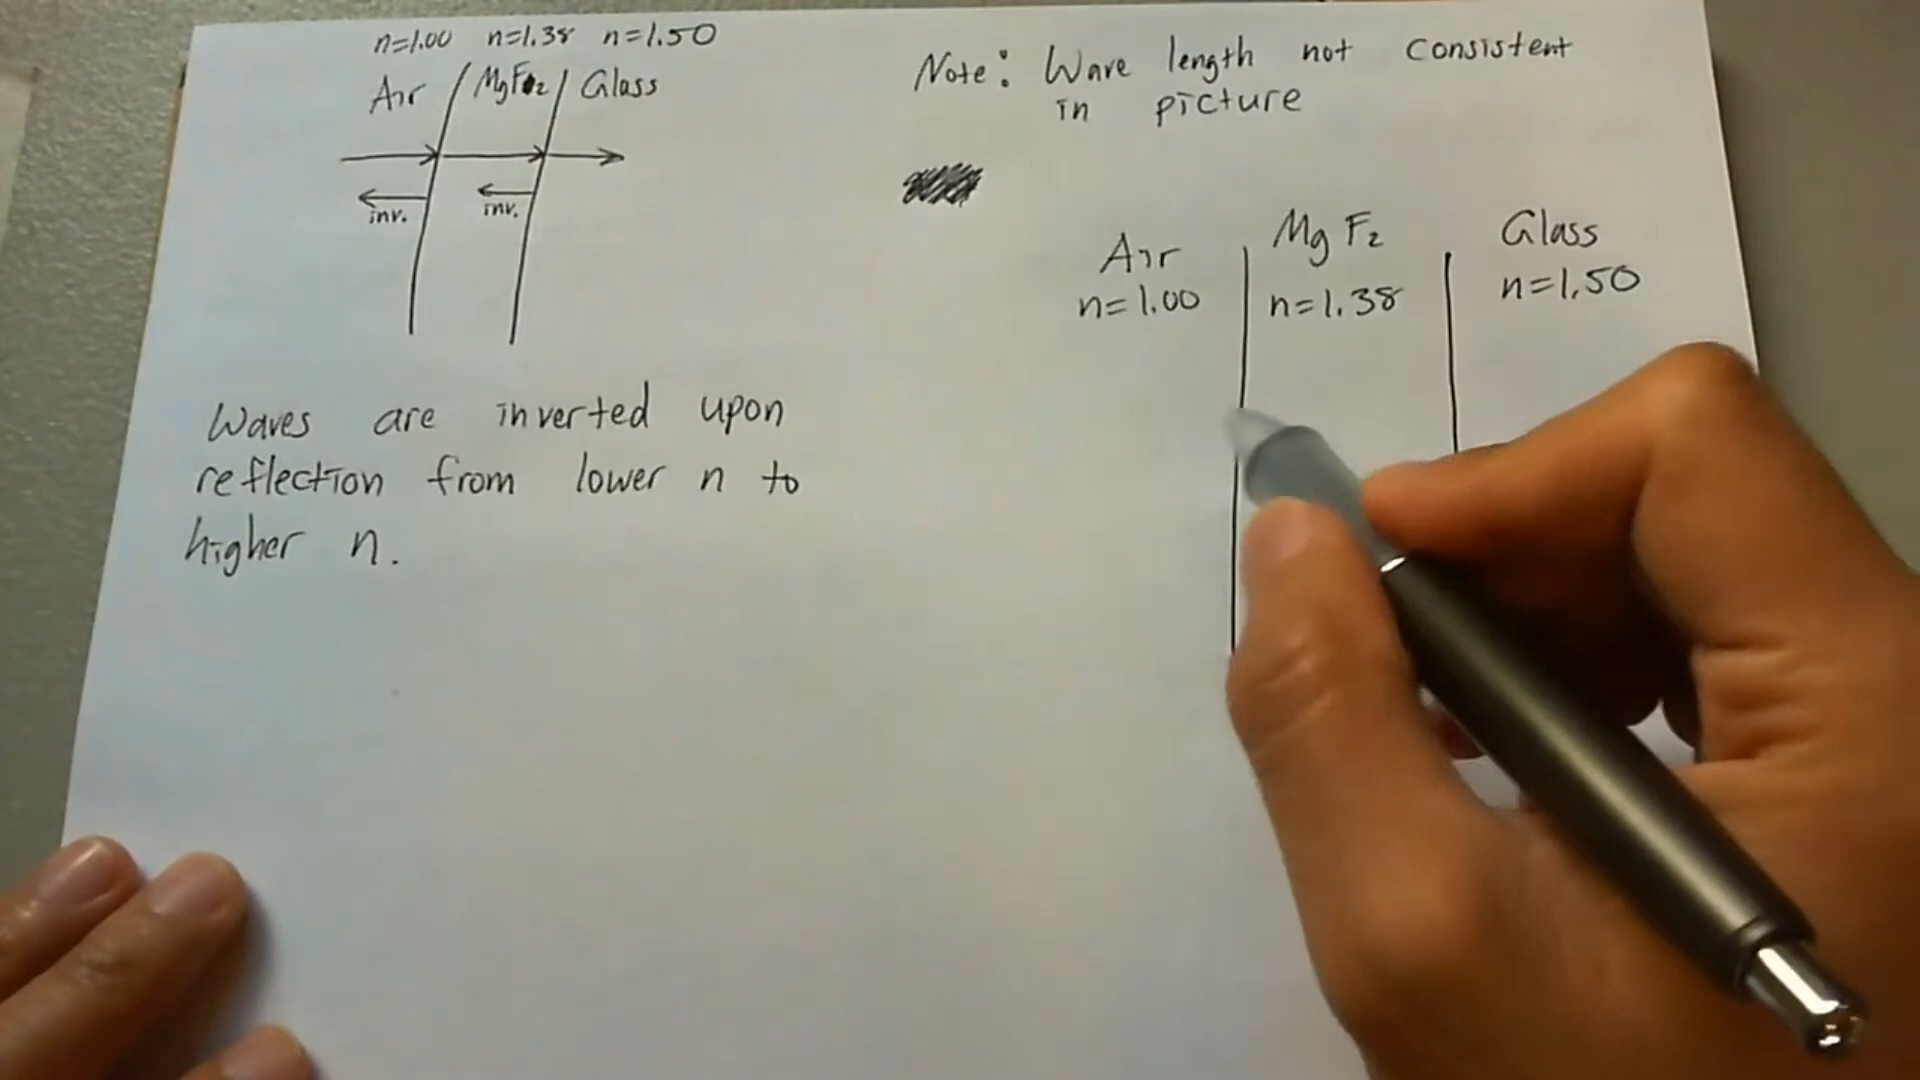 n=1.00 n=1.38 n=1.50
Air MgF2 Glass
inv. inv.
Waves are inverted upon
reflection from lower n to
higher n.
Note: Wave length not consistent
in picture
Air MgF2 Glass
n=1.00 n=1.38 n=1.50